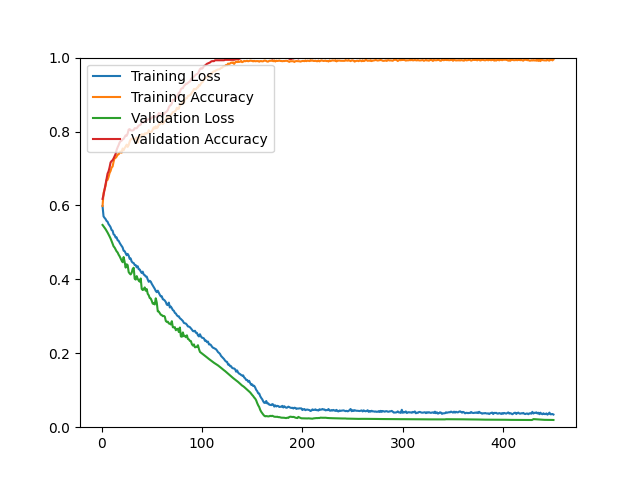 1.0
0.8
0.6
0.4
0.2
0.0
Training Loss
Training Accuracy
Validation Loss
Validation Accuracy
0 100 200 300 400